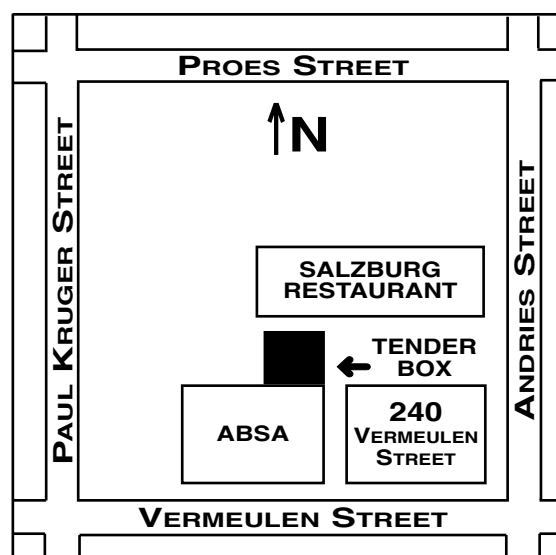 PROES STREET
N
PAUL KRUGER STREET
ANDRIES STREET
SALZBURG
RESTAURANT
TENDER
BOX
ABSA
240
VERMEULEN
STREET
VERMEULEN STREET